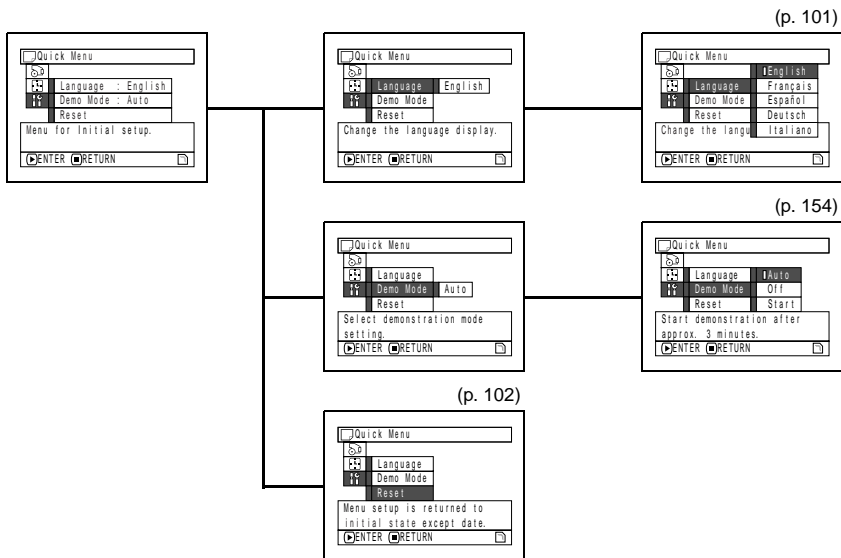 (p. 101)
Quick Menu
Language : English
Demo Mode : Auto
Reset
Menu for Initial setup.
ENTER RETURN
Quick Menu
Language English
Demo Mode
Reset
Change the language display.
ENTER RETURN
Quick Menu
English
Language Français
Demo Mode Español
Reset Deutsch
Change the langu Italiano
ENTER RETURN
(p. 154)
Quick Menu
Language
Demo Mode Auto
Reset
Select demonstration mode
setting.
ENTER RETURN
Quick Menu
Language Auto
Demo Mode Off
Reset Start
Start demonstration after
approx. 3 minutes.
ENTER RETURN
(p. 102)
Quick Menu
Language
Demo Mode
Reset
Menu setup is returned to
initial state except date.
ENTER RETURN